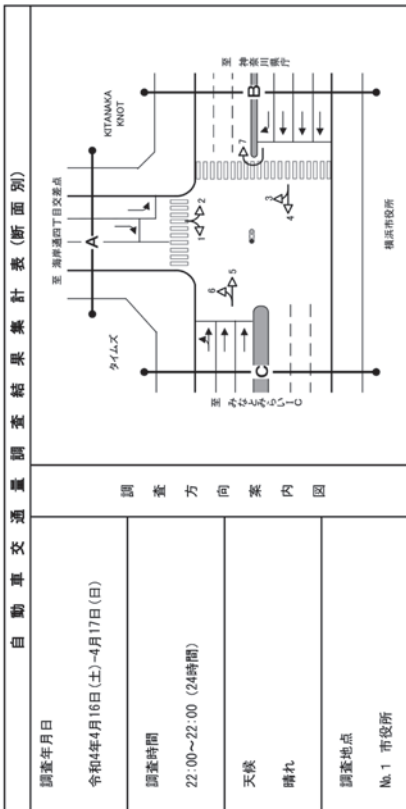 自動車交通量調査結果集計表(断面別)
調査年月日
令和4年4月16日(土)-4月17日(日)
調査時間
22:00~22:00 (24時間)
天候
晴れ
調査地点
No.1 市役所
調査方向案内図
至 海岸通四丁目交差点
A
タイムズ
KITANAKA
KNOT
1
2
6
5
7
3
4
至 神奈川県庁
B
C
至 みなとみらいIC
横浜市役所